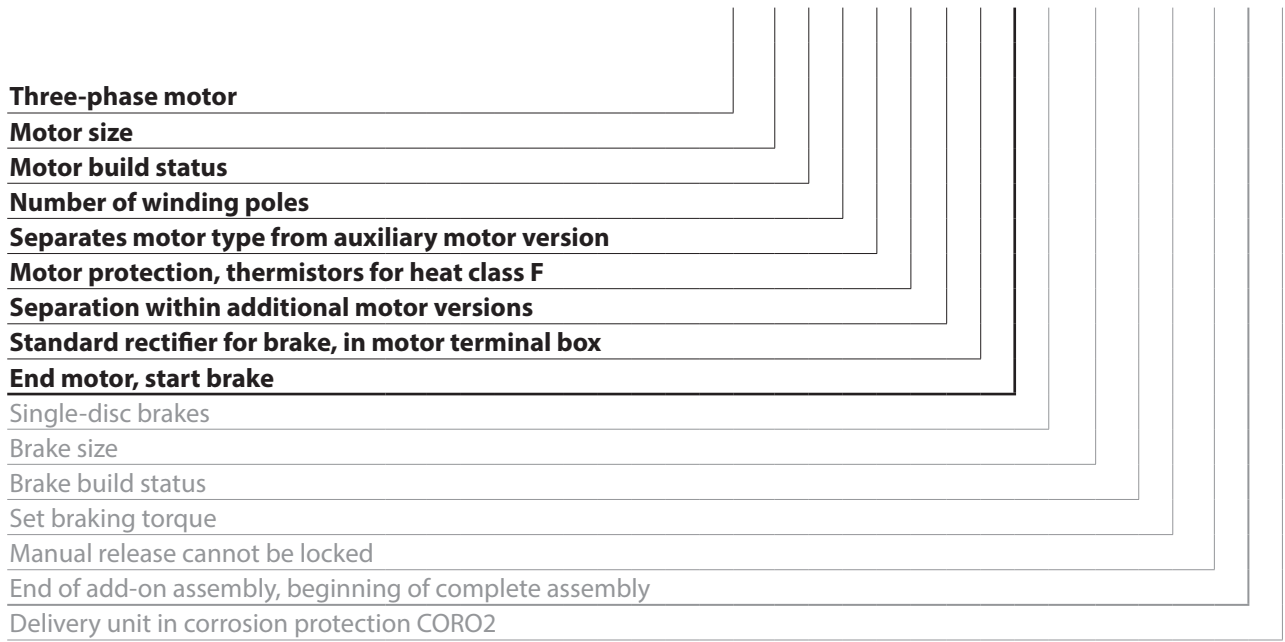 Three-phase motor
Motor size
Motor build status
Number of winding poles
Separates motor type from auxiliary motor version
Motor protection, thermistors for heat class F
Separation within additional motor versions
Standard rectifier for brake, in motor terminal box
End motor, start brake
Single-disc brakes
Brake size
Brake build status
Set braking torque
Manual release cannot be locked
End of add-on assembly, beginning of complete assembly
Delivery unit in corrosion protection CORO2